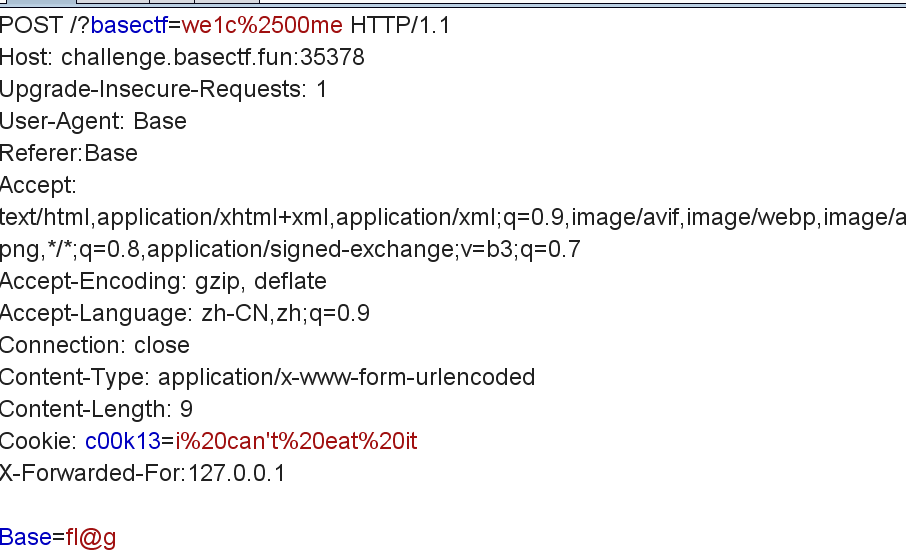 POST /?basectf=we1c%2500me HTTP/1.1
Host: challenge.basectf.fun:35378
Upgrade-Insecure-Requests: 1
User-Agent: Base
Referer:Base
Accept:
text/html,application/xhtml+xml,application/xml;q=0.9,image/avif,image/webp,image/a
png,*/*;q=0.8,application/signed-exchange;v=b3;q=0.7
Accept-Encoding: gzip, deflate
Accept-Language: zh-CN,zh;q=0.9
Connection: close
Content-Type: application/x-www-form-urlencoded
Content-Length: 9
Cookie: c00k13=i%20can't%20eat%20it
X-Forwarded-For:127.0.0.1
Base=fl@g